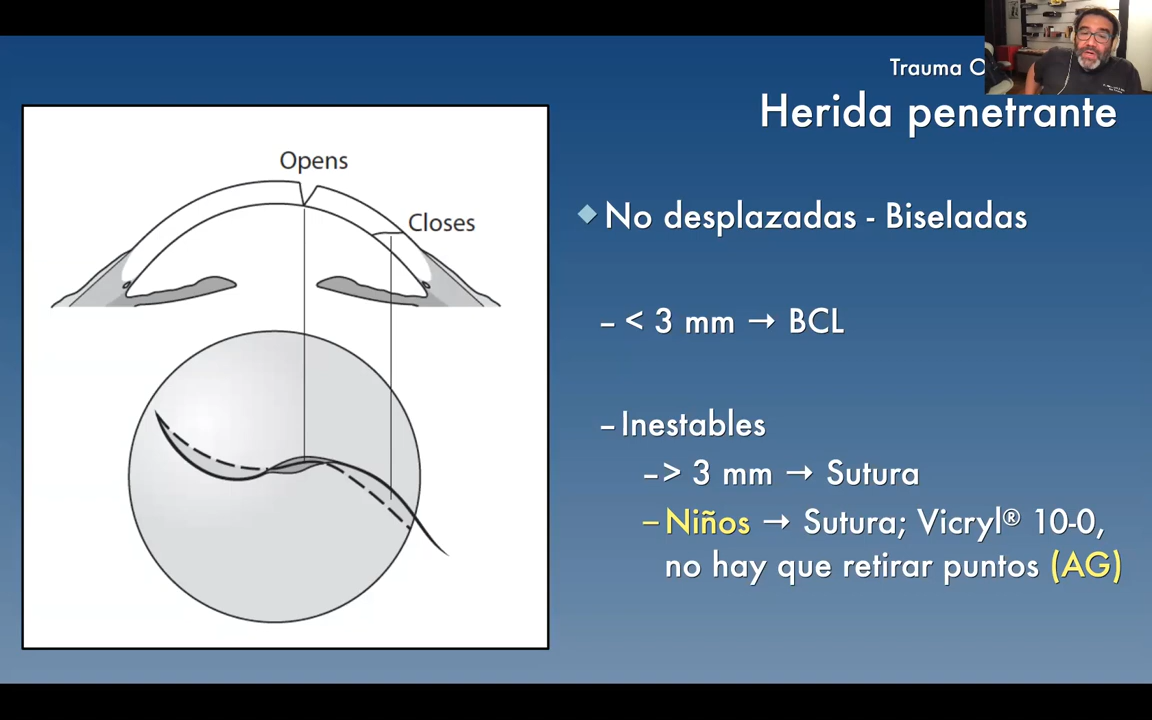 Trauma O
Herida penetrante
Opens
Closes
◆ No desplazadas - Biseladas
– < 3 mm → BCL
– Inestables
–> 3 mm → Sutura
– Niños → Sutura; Vicryl® 10-0,
no hay que retirar puntos (AG)